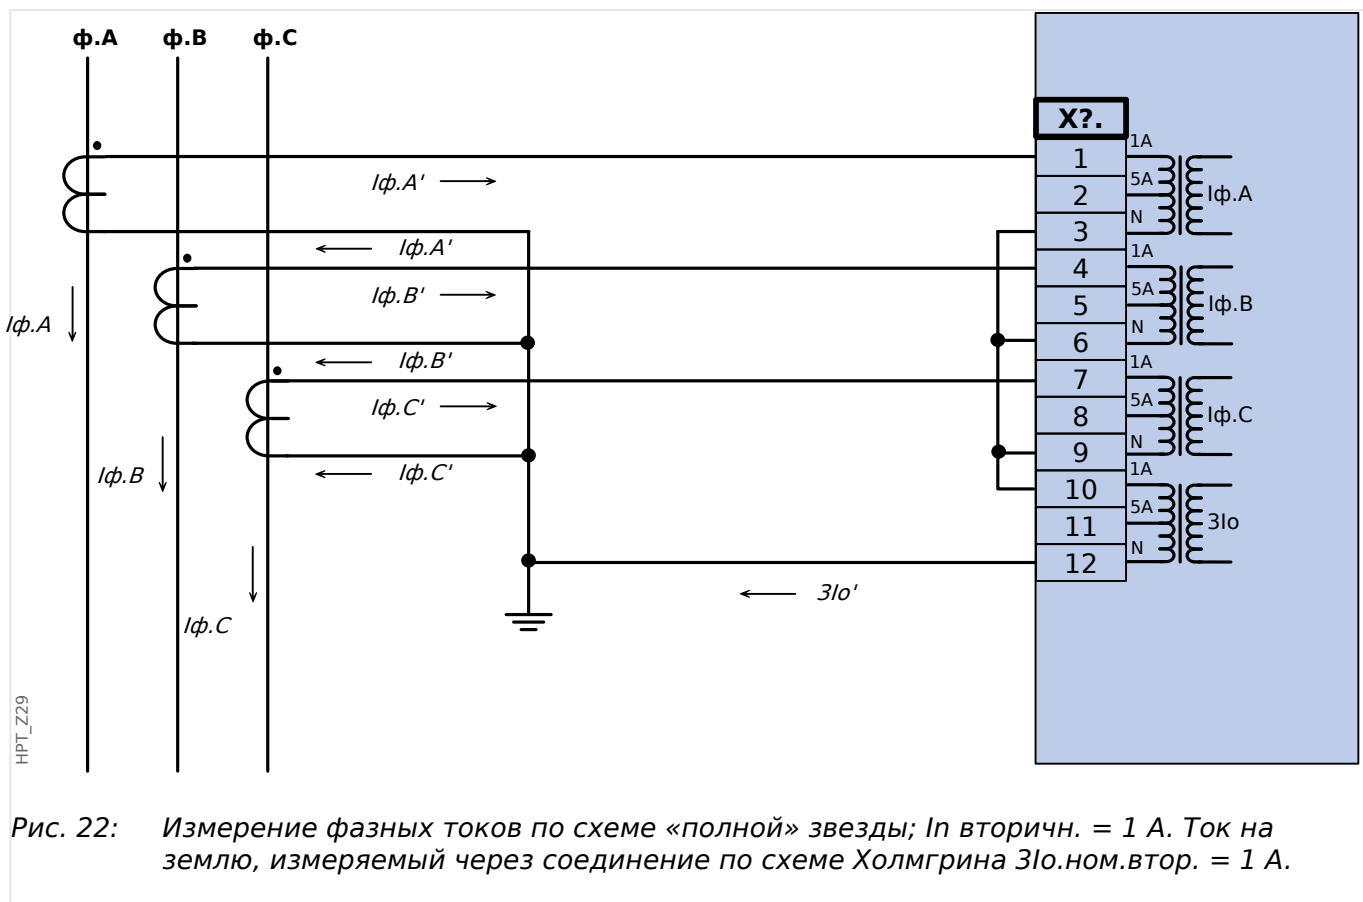 ф.A ф.B ф.C
X?.
1A
1
5A
2
Iф.A
N
3
1A
4
5A
5
Iф.B
N
6
1A
7
5A
8
Iф.C
N
9
1A
10
5A
11
3Io
N
12
Iф.A'
Iф.A'
Iф.B'
Iф.A
Iф.B'
Iф.C'
Iф.B
Iф.C'
3Io'
Iф.C
HPT_Z29
Рис. 22: Измерение фазных токов по схеме «полной» звезды; In вторичн. = 1 А. Ток на
землю, измеряемый через соединение по схеме Холмгрина 3Io.ном.втор. = 1 А.